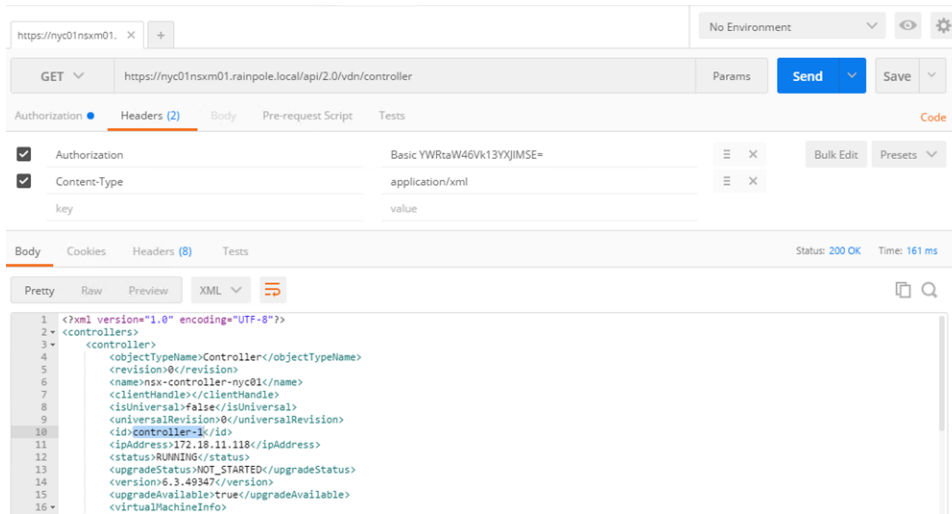 https://nyc01nsxm01.
No Environment
GET https://nyc01nsxm01.rainpole.local/api/2.0/vdn/controller Params Send Save
Authorization Headers (2) Body Pre-request Script Tests Code
Authorization Basic YWRtaW46Vk13YXJlMSE= Bulk Edit Presets
Content-Type application/xml
key value
Body Cookies Headers (8) Tests Status: 200 OK Time: 161 ms
Pretty Raw Preview XML
1 <?xml version="1.0" encoding="UTF-8"?>
2 <controllers>
3 <controller>
4 <objectTypeName>Controller</objectTypeName>
5 <revision>0</revision>
6 <name>nsx-controller-nyc01</name>
7 <clientHandle></clientHandle>
8 <isUniversal>false</isUniversal>
9 <universalRevision>0</universalRevision>
10 <id>controller-1</id>
11 <ipAddress>172.18.11.118</ipAddress>
12 <status>RUNNING</status>
13 <upgradeStatus>NOT_STARTED</upgradeStatus>
14 <version>6.3.49347</version>
15 <upgradeAvailable>true</upgradeAvailable>
16 <virtualMachineInfo>